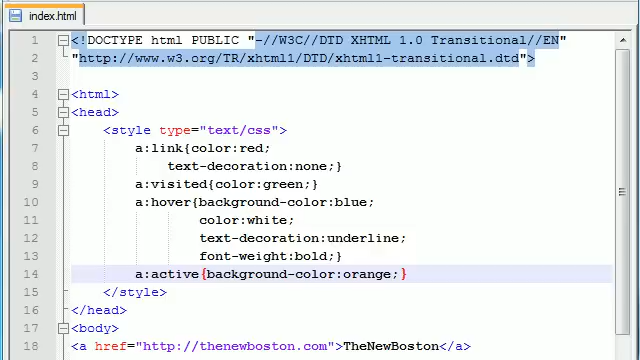 index.html
1 <!DOCTYPE html PUBLIC "-//W3C//DTD XHTML 1.0 Transitional//EN"
2 "http://www.w3.org/TR/xhtml1/DTD/xhtml1-transitional.dtd">
3
4 <html>
5 <head>
6 <style type="text/css">
7 a:link{color:red;
8 text-decoration:none;}
9 a:visited{color:green;}
10 a:hover{background-color:blue;
11 color:white;
12 text-decoration:underline;
13 font-weight:bold;}
14 a:active{background-color:orange;}
15 </style>
16 </head>
17 <body>
18 <a href="http://thenewboston.com">TheNewBoston</a>